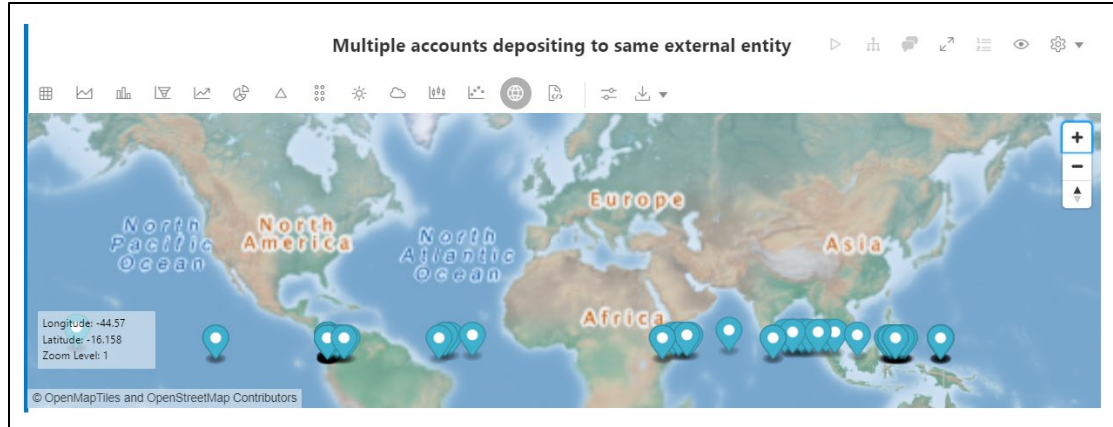 Multiple accounts depositing to same external entity
North
Pacific
Ocean
North
America
North
Atlantic
Ocean
Europe
Asia
Africa
Longitude: -44.57
Latitude: -16.158
Zoom Level: 1
© OpenMapTiles and OpenStreetMap Contributors